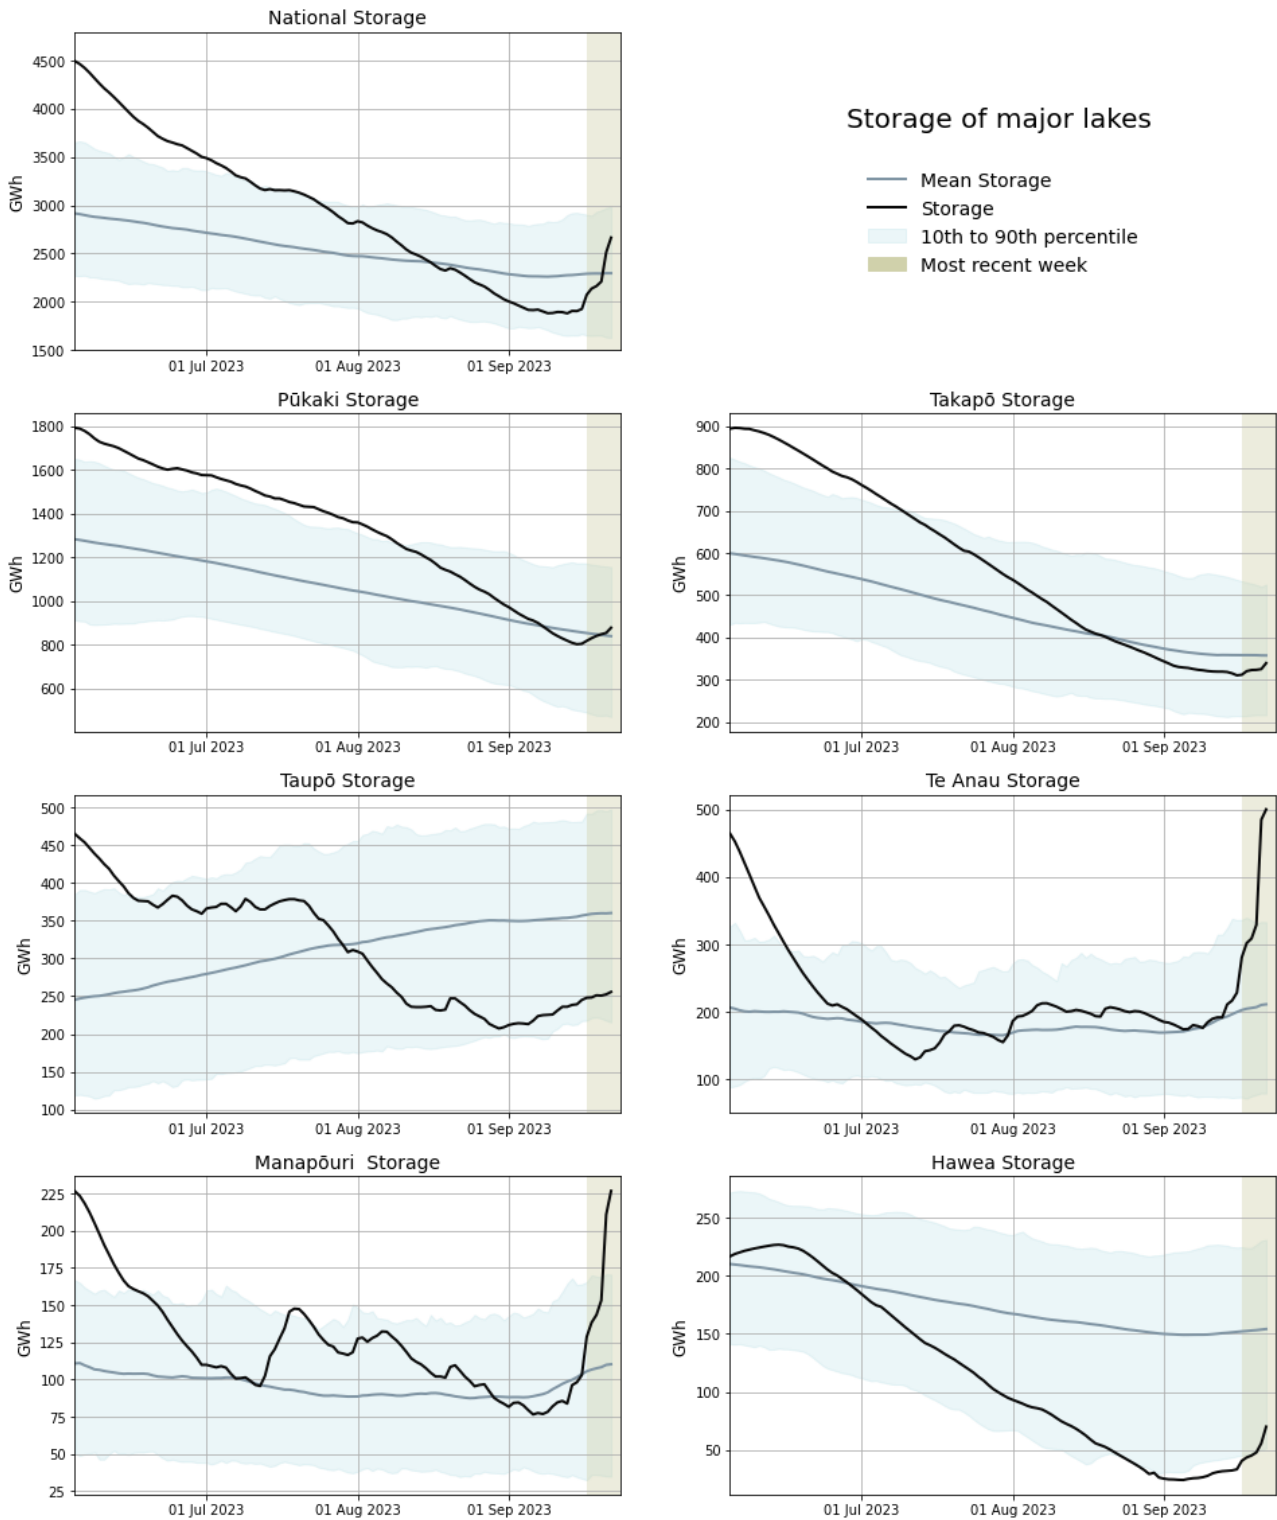 National Storage
GWh
4500
4000
3500
3000
2500
2000
1500
01 Jul 2023
01 Aug 2023
01 Sep 2023
Storage of major lakes
Mean Storage
Storage
10th to 90th percentile
Most recent week
Pūkaki Storage
GWh
1800
1600
1400
1200
1000
800
600
01 Jul 2023
01 Aug 2023
01 Sep 2023
Takapō Storage
GWh
900
800
700
600
500
400
300
200
01 Jul 2023
01 Aug 2023
01 Sep 2023
Taupō Storage
GWh
500
450
400
350
300
250
200
150
100
01 Jul 2023
01 Aug 2023
01 Sep 2023
Te Anau Storage
GWh
500
400
300
200
100
01 Jul 2023
01 Aug 2023
01 Sep 2023
Manapōuri  Storage
GWh
225
200
175
150
125
100
75
50
25
01 Jul 2023
01 Aug 2023
01 Sep 2023
Hawea Storage
GWh
250
200
150
100
50
01 Jul 2023
01 Aug 2023
01 Sep 2023